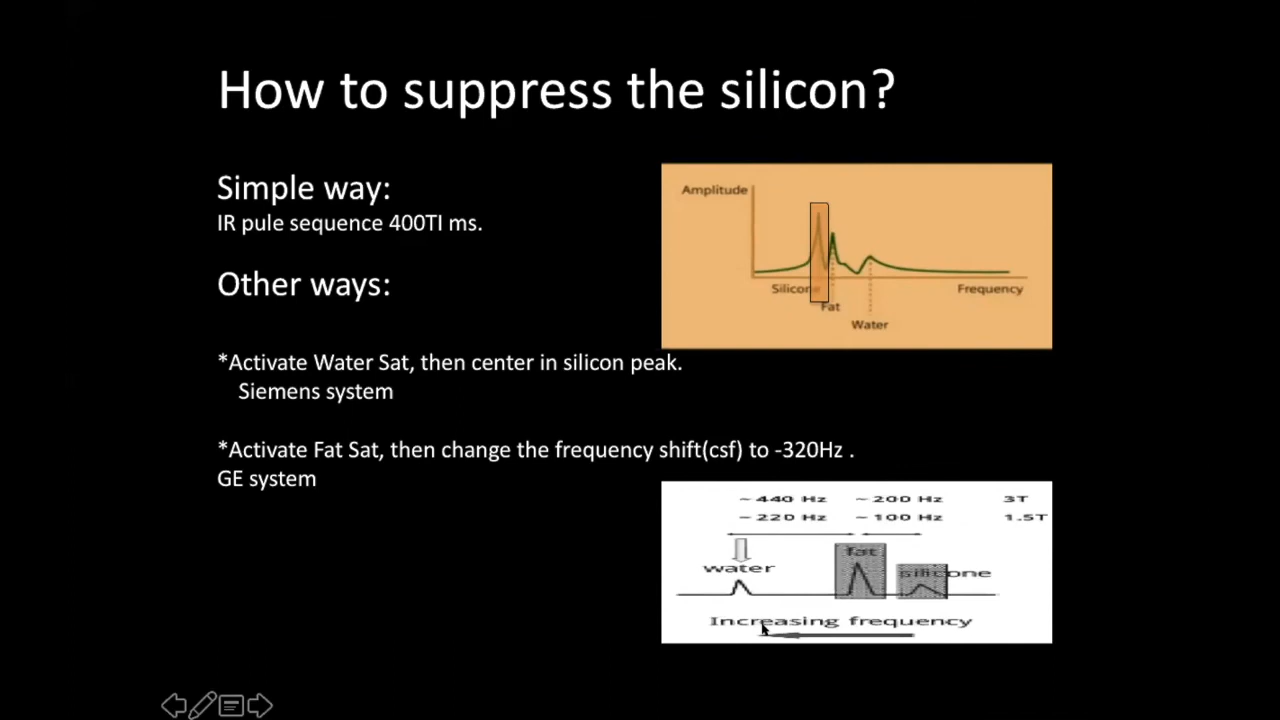 How to suppress the silicon?
Simple way:
IR pule sequence 400TI ms.
Other ways:
*Activate Water Sat, then center in silicon peak.
Siemens system
*Activate Fat Sat, then change the frequency shift(csf) to -320Hz .
GE system
Amplitude
Silicone
Frequency
Fat
Water
~ 440 Hz ~ 200 Hz 3T
~ 220 Hz ~ 100 Hz 1.5T
fat
water
silicone
Increasing frequency